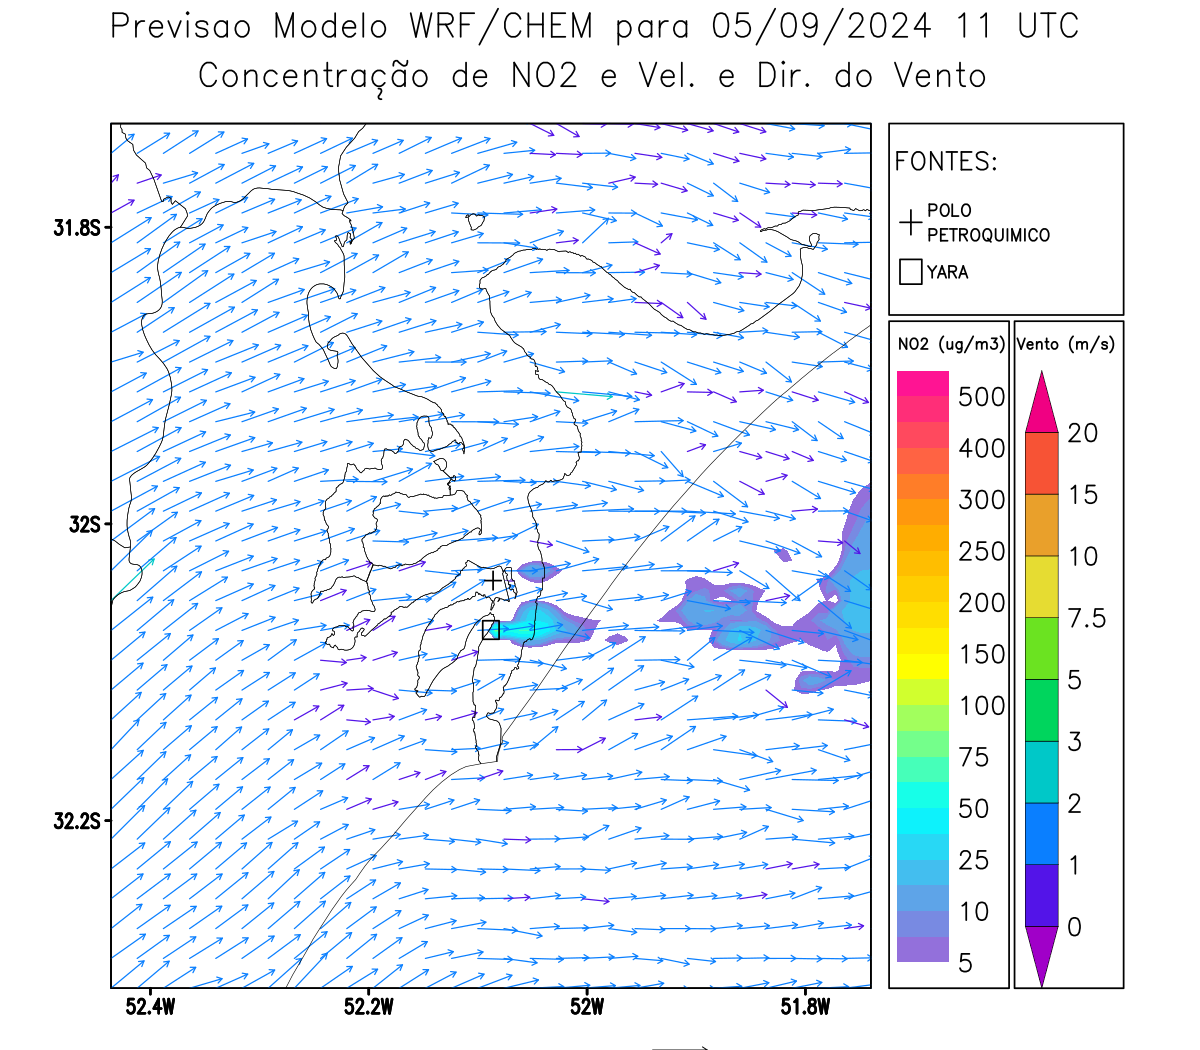 Previsao Modelo WRF/CHEM para 05/09/2024 11 UTC
Concentração de NO2 e Vel. e Dir. do Vento
FONTES:
POLO
PETROQUIMICO
YARA
NO2 (ug/m3)
500
400
300
250
200
150
100
75
50
25
10
5
Vento (m/s)
20
15
10
7.5
5
3
2
1
0
31.8S
32S
32.2S
52.4W
52.2W
52W
51.8W